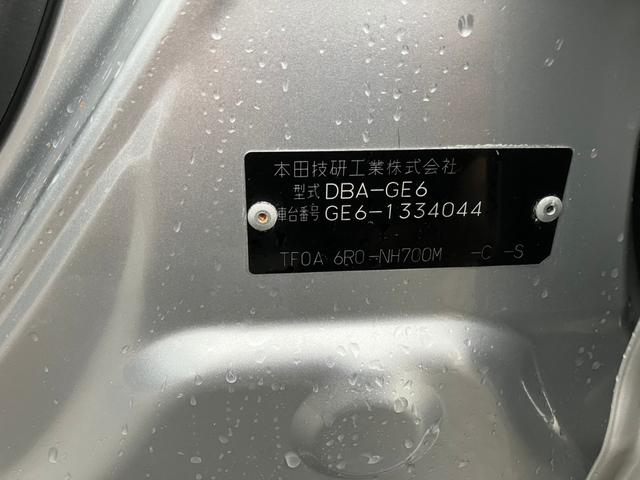 本田技研工業株式会社
型式 DBA-GE6
車台番号 GE6-1334044
TF0A 6R0-NH700M -C -S